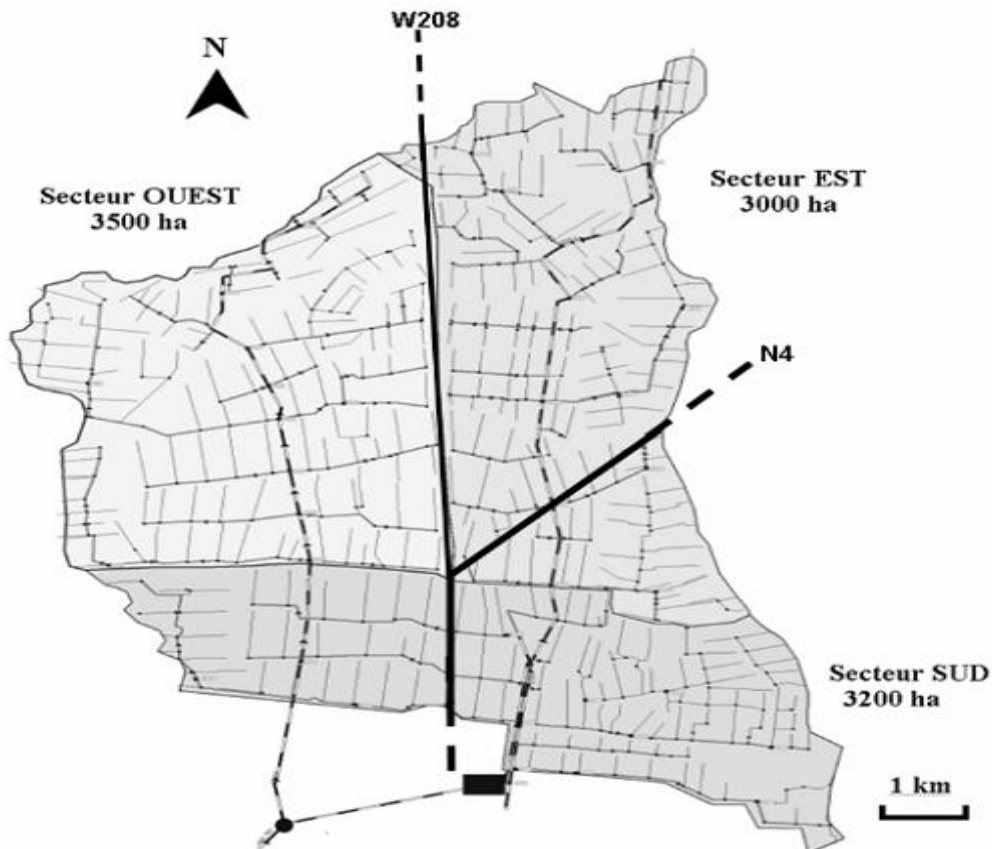 W208
N
Secteur OUEST
3500 ha
Secteur EST
3000 ha
N4
Secteur SUD
3200 ha
1 km